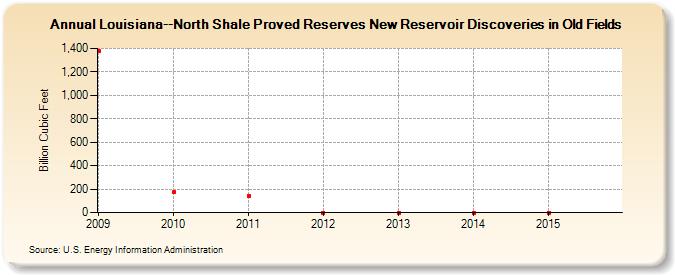 Annual Louisiana--North Shale Proved Reserves New Reservoir Discoveries in Old Fields
Billion Cubic Feet
1,400
1,200
1,000
800
600
400
200
0
2009 2010 2011 2012 2013 2014 2015
Source: U.S. Energy Information Administration